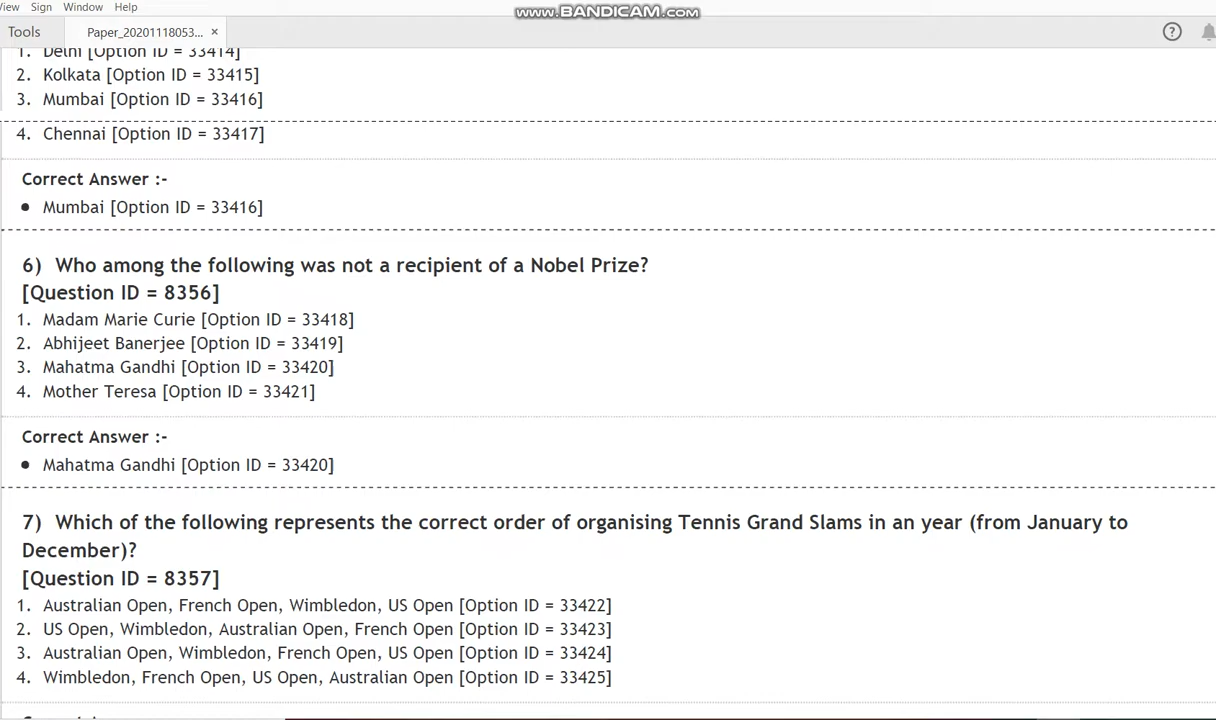 View Sign Window Help
www.BANDICAM.com
Tools Paper_20201118053... ×
1. Delhi [Option ID = 33414]
2. Kolkata [Option ID = 33415]
3. Mumbai [Option ID = 33416]
4. Chennai [Option ID = 33417]
Correct Answer :-
• Mumbai [Option ID = 33416]
6) Who among the following was not a recipient of a Nobel Prize?
[Question ID = 8356]
1. Madam Marie Curie [Option ID = 33418]
2. Abhijeet Banerjee [Option ID = 33419]
3. Mahatma Gandhi [Option ID = 33420]
4. Mother Teresa [Option ID = 33421]
Correct Answer :-
• Mahatma Gandhi [Option ID = 33420]
7) Which of the following represents the correct order of organising Tennis Grand Slams in an year (from January to
December)?
[Question ID = 8357]
1. Australian Open, French Open, Wimbledon, US Open [Option ID = 33422]
2. US Open, Wimbledon, Australian Open, French Open [Option ID = 33423]
3. Australian Open, Wimbledon, French Open, US Open [Option ID = 33424]
4. Wimbledon, French Open, US Open, Australian Open [Option ID = 33425]